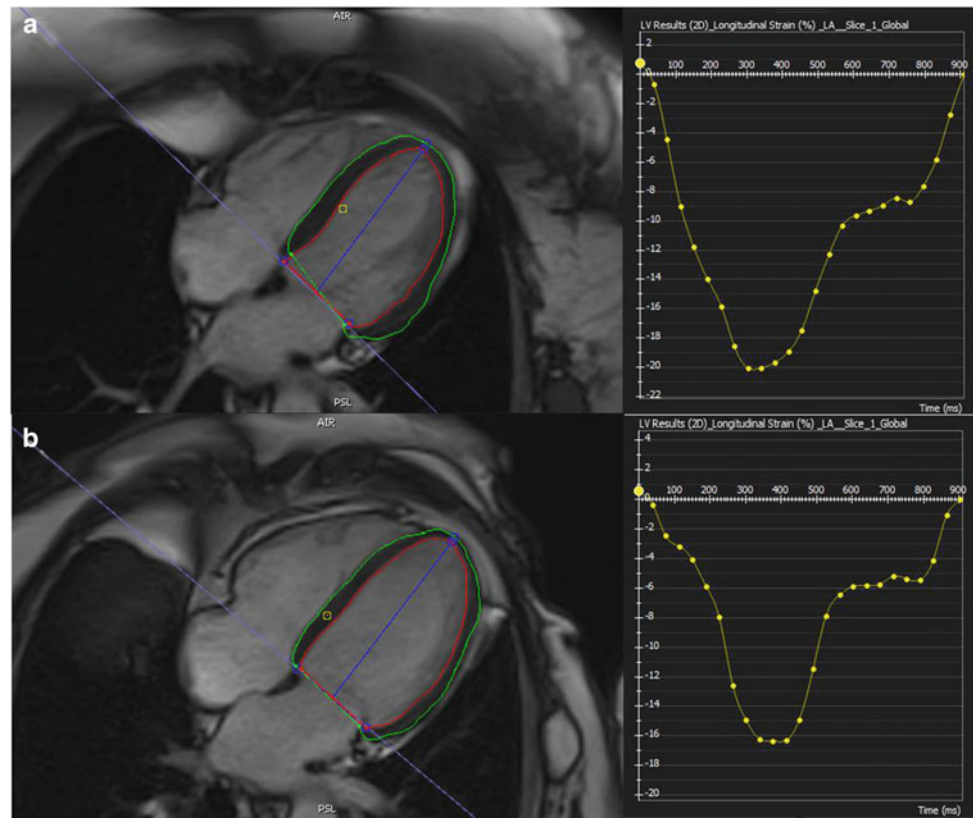 a
AIR
PSL
LV Results (2D)_Longitudinal Strain (%) _LA__Slice_1_Global
2
0 100 200 300 400 500 600 700 800 900
-2
-4
-6
-8
-10
-12
-14
-16
-18
-20
-22
Time (ms)
b
AIR
PSL
LV Results (2D)_Longitudinal Strain (%) _LA__Slice_1_Global
4
2
0 100 200 300 400 500 600 700 800 900
-2
-4
-6
-8
-10
-12
-14
-16
-18
-20
Time (ms)